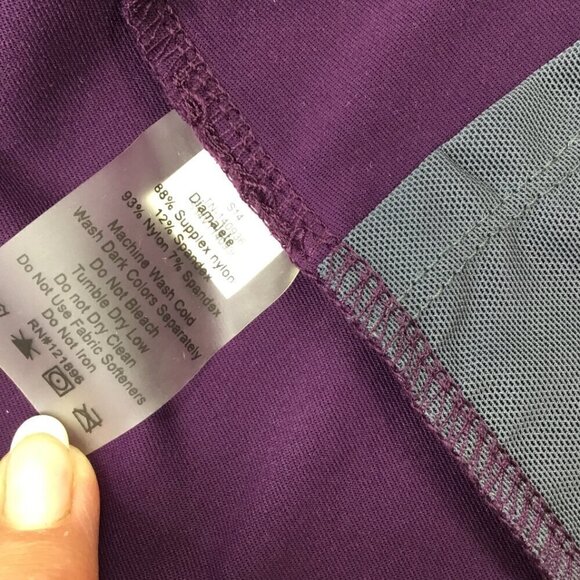 S14
Diamalete
88% Supplex nylon
12% Spandex
93% Nylon 7% Spandex
Machine Wash Cold
Wash Dark Colors Separately
Do Not Bleach
Tumble Dry Low
Do not Dry Clean
Do Not Use Fabric Softeners
Do Not Iron
RN#121896